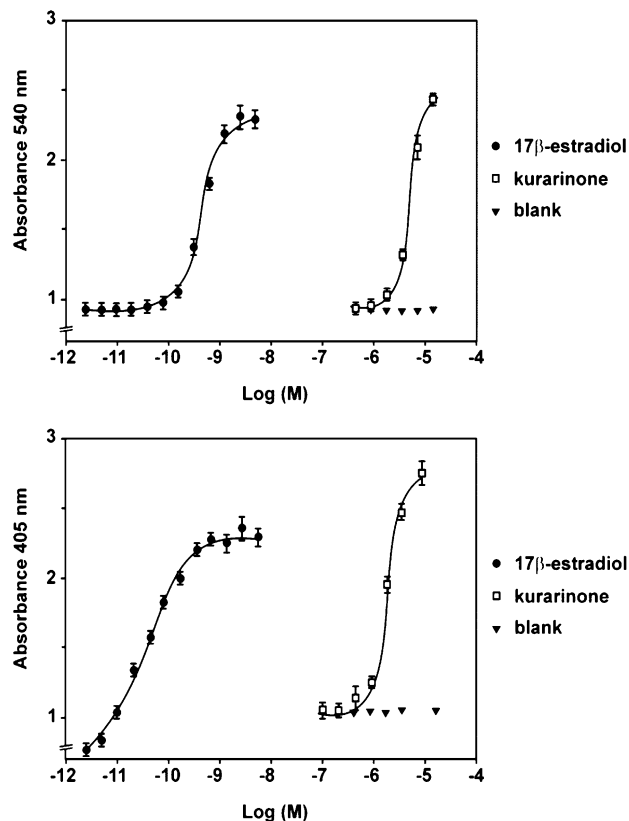 3
2
1
Absorbance 540 nm
-12 -11 -10 -9 -8 -7 -6 -5 -4
Log (M)
17β-estradiol
kurarinone
blank
3
2
1
Absorbance 405 nm
-12 -11 -10 -9 -8 -7 -6 -5 -4
Log (M)
17β-estradiol
kurarinone
blank